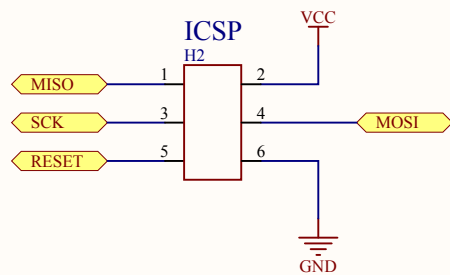 VCC
ICSP
H2
MISO 1 2
SCK 3 4 MOSI
RESET 5 6
GND